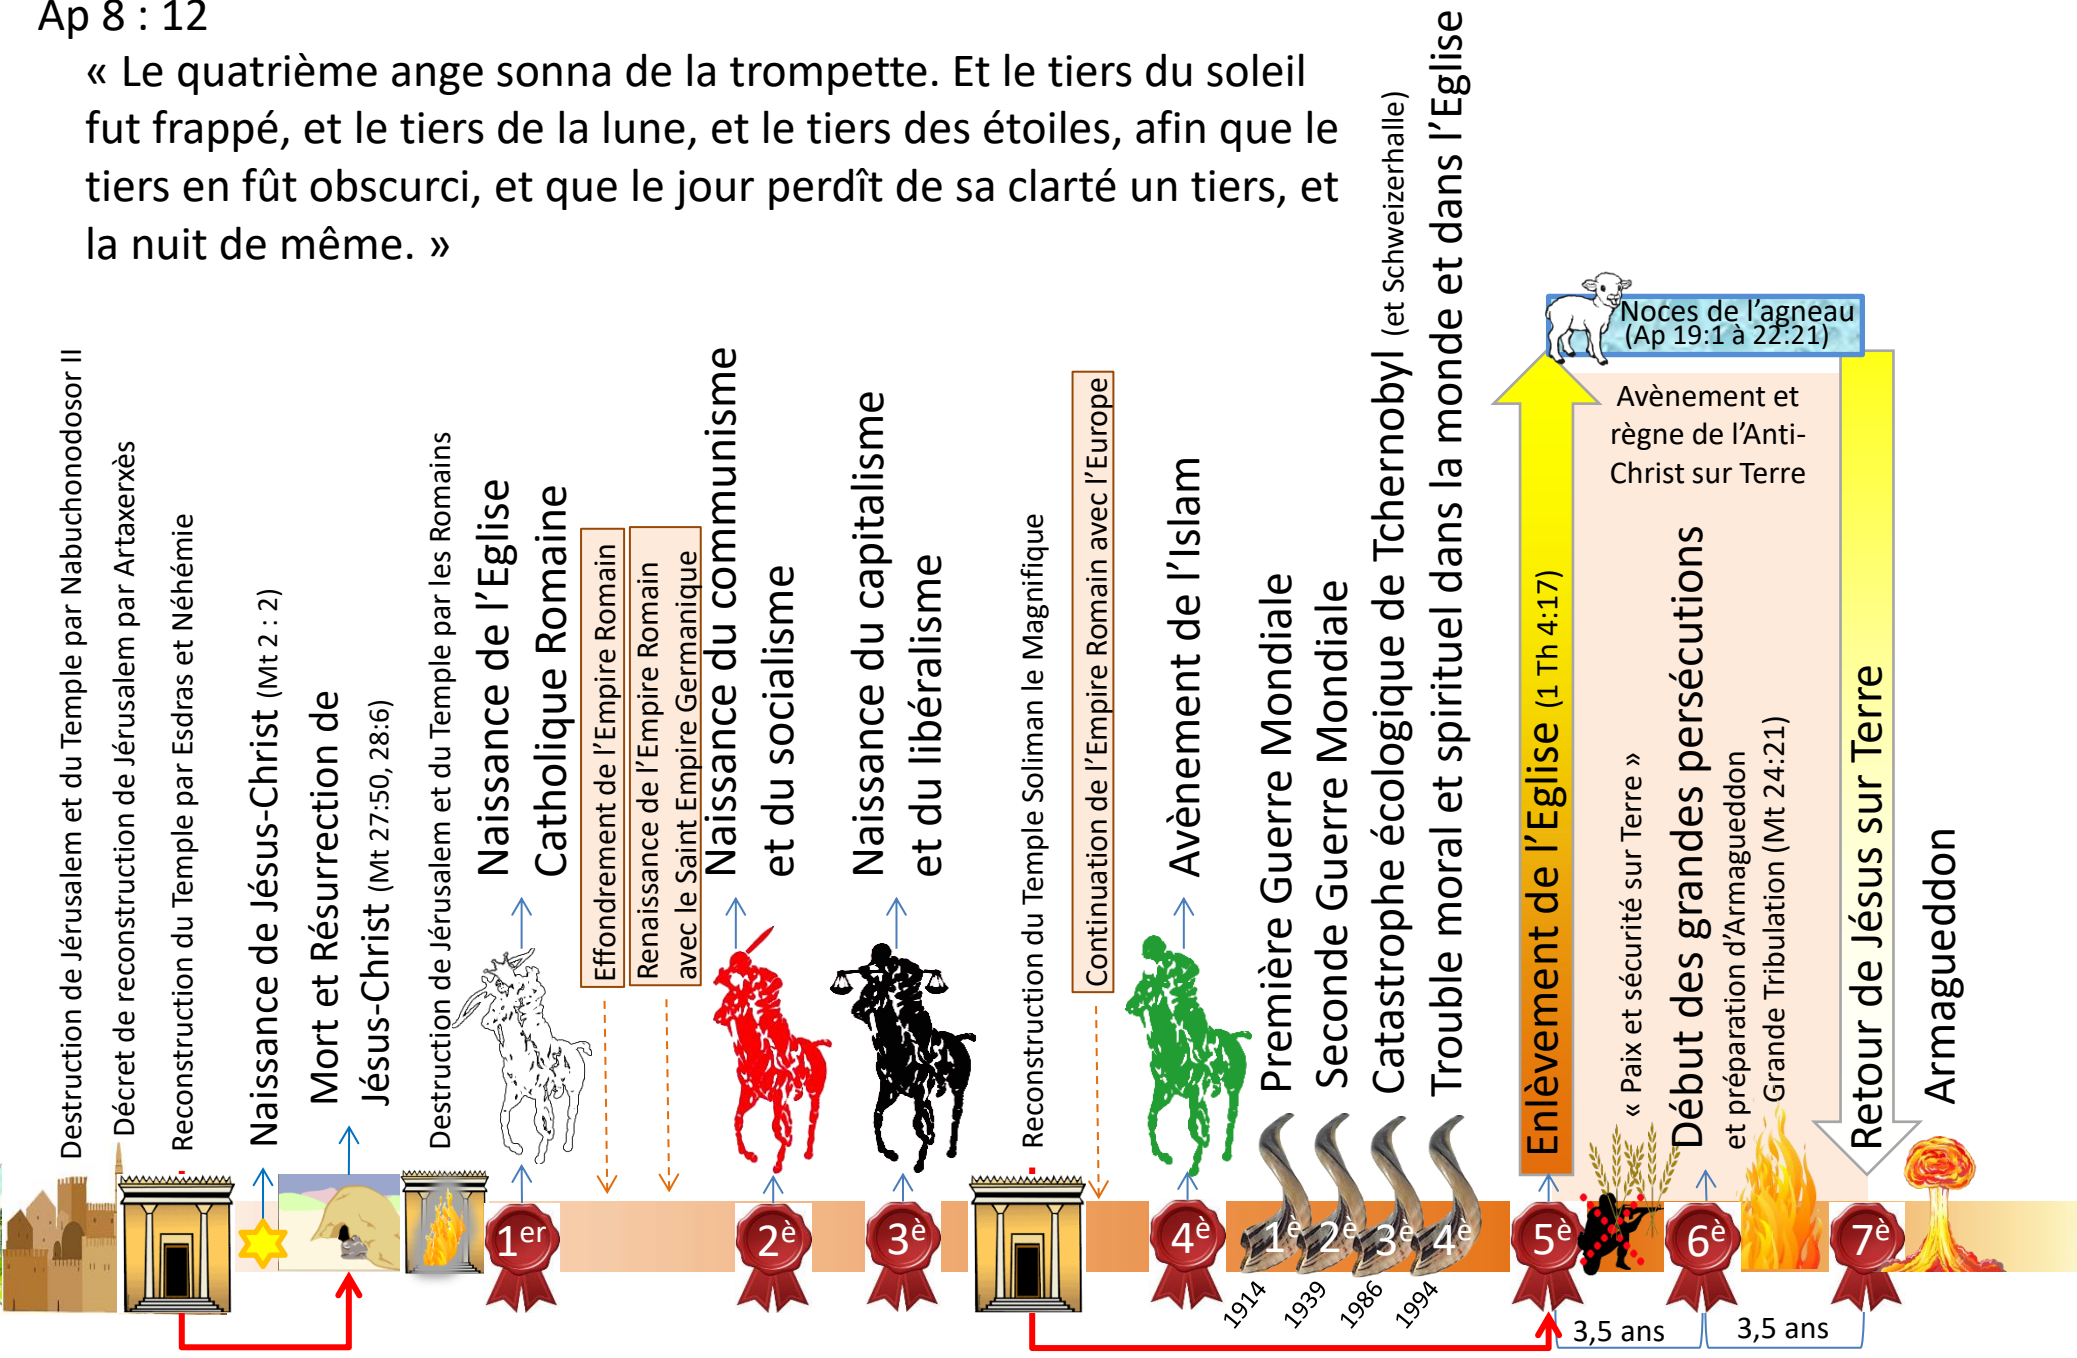 Ap 8 : 12
« Le quatrième ange sonna de la trompette. Et le tiers du soleil
fut frappé, et le tiers de la lune, et le tiers des étoiles, afin que le
tiers en fût obscurci, et que le jour perdît de sa clarté un tiers, et
la nuit de même. »
Destruction de Jérusalem et du Temple par Nabuchonodosor II
Décret de reconstruction de Jérusalem par Artaxerxès
Reconstruction du Temple par Esdras et Néhémie
Naissance de Jésus-Christ (Mt 2 : 2)
Mort et Résurrection de
Jésus-Christ (Mt 27:50, 28:6)
Destruction de Jérusalem et du Temple par les Romains
Naissance de l'Eglise
Catholique Romaine
Effondrement de l'Empire Romain
Renaissance de l'Empire Romain
avec le Saint Empire Germanique
Naissance du communisme
et du socialisme
Naissance du capitalisme
et du libéralisme
Reconstruction du Temple Soliman le Magnifique
Continuation de l'Empire Romain avec l'Europe
Avènement de l'Islam
Première Guerre Mondiale
Seconde Guerre Mondiale
Catastrophe écologique de Tchernobyl (et Schweizerhalle)
Trouble moral et spirituel dans la monde et dans l'Eglise
Enlèvement de l'Eglise (1 Th 4:17)
Noces de l'agneau
(Ap 19:1 à 22:21)
Avènement et
règne de l'Anti-
Christ sur Terre
« Paix et sécurité sur Terre »
Début des grandes persécutions
et préparation d'Armagueddon
Grande Tribulation (Mt 24:21)
Retour de Jésus sur Terre
Armagueddon
1er
2è
3è
4è
1è
2è
3è
4è
5è
6è
7è
1914
1939
1986
1994
3,5 ans
3,5 ans